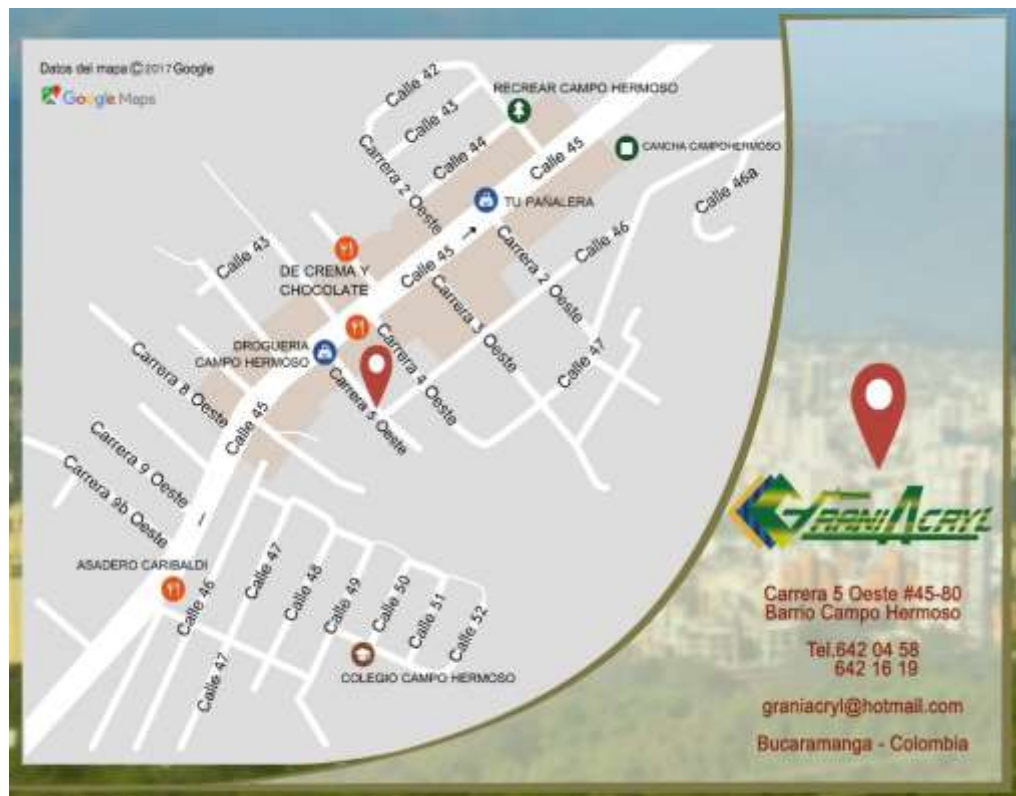 Datos del mapa © 2017 Google
Google Maps
Calle 42
RECREAR CAMPO HERMOSO
Calle 43
Calle 44
Calle 45
CANCHA CAMPOHERMOSO
Carrera 2 Oeste
Calle 46a
TU PAÑALERA
Calle 46
Calle 43
Calle 45
Carrera 2 Oeste
DE CREMA Y
CHOCOLATE
Carrera 3 Oeste
DROGUERIA
CAMPO HERMOSO
Carrera 4 Oeste
Calle 47
Carrera 8 Oeste
Carrera 5 Oeste
Calle 45
Carrera 9 Oeste
Carrera 9b Oeste
ASADERO CARIBALDI
Calle 46
Calle 47
Calle 48
Calle 49
Calle 50
Calle 51
Calle 52
Calle 47
COLEGIO CAMPO HERMOSO
GRANIACRYL
Carrera 5 Oeste #45-80
Barrio Campo Hermoso
Tel.642 04 58
642 16 19
graniacryl@hotmail.com
Bucaramanga - Colombia